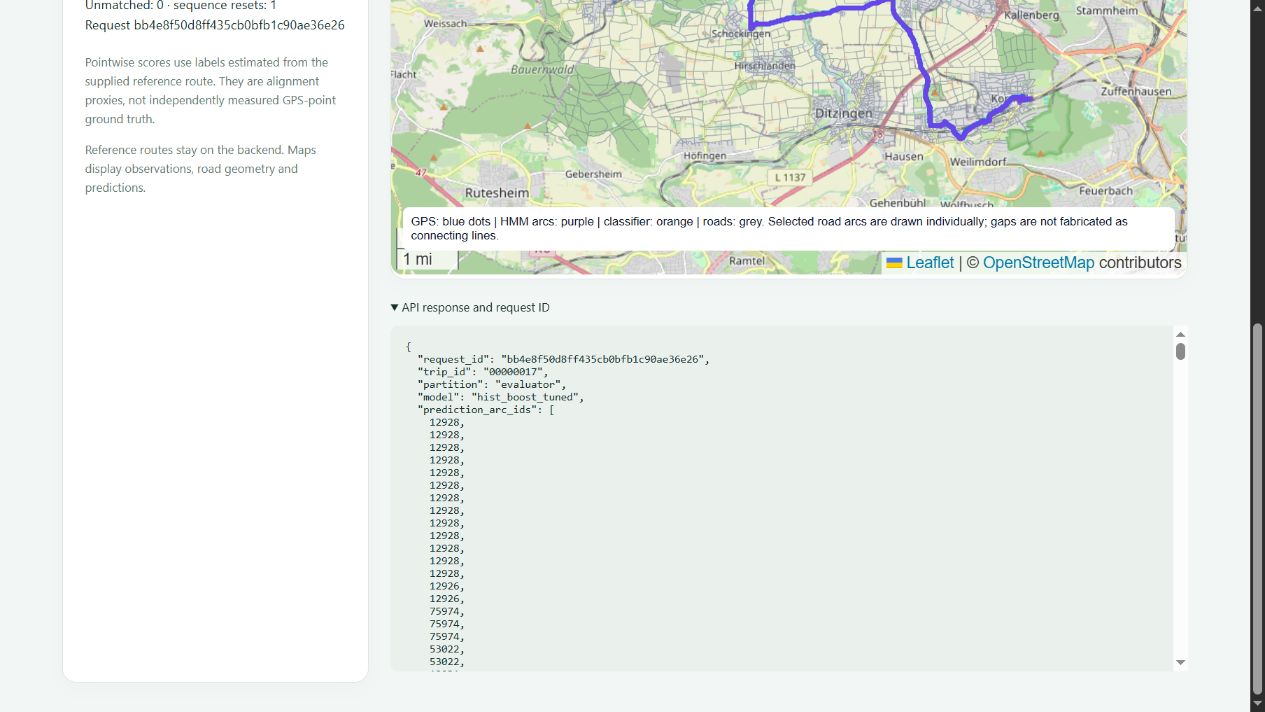 Unmatched: 0 · sequence resets: 1
Request bb4e8f50d8ff435cb0bfb1c90ae36e26
Pointwise scores use labels estimated from the
supplied reference route. They are alignment
proxies, not independently measured GPS-point
ground truth.
Reference routes stay on the backend. Maps
display observations, road geometry and
predictions.
Weissach
Schöckingen
Kallenberg
Stammheim
Flacht
Bauernwald
Hirschlanden
Zuffenhausen
Ditzingen
13
Höfingen
Hausen
Weilimdorf
47
Gebersheim
L 1137
Feuerbach
Rutesheim
Gehenbühl
Wolfbusch
GPS: blue dots | HMM arcs: purple | classifier: orange | roads: grey. Selected road arcs are drawn individually; gaps are not fabricated as
connecting lines.
1 mi
Ramtel
Leaflet | © OpenStreetMap contributors
▼ API response and request ID
{
"request_id": "bb4e8f50d8ff435cb0bfb1c90ae36e26",
"trip_id": "00000017",
"partition": "evaluator",
"model": "hist_boost_tuned",
"prediction_arc_ids": [
12928,
12928,
12928,
12928,
12928,
12928,
12928,
12928,
12928,
12928,
12928,
12928,
12928,
12926,
12926,
75974,
75974,
75974,
53022,
53022,